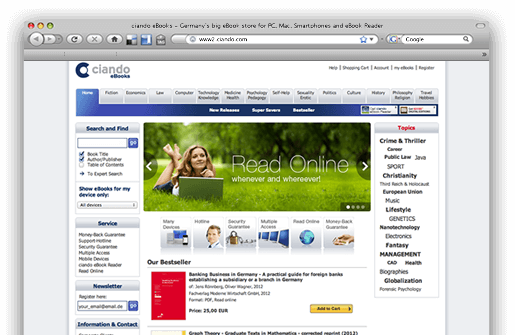 ciando eBooks - Germany's big eBook store for PC, Mac, Smartphones and eBook Reader
www2.ciando.com
Google
ciando
eBooks
Help | Shopping Cart | Account | my eBooks | Register
Home
Fiction
Economics
Law
Computer
Technology
Knowledge
Medicine
Health
Psychology
Pedagogy
Self-Help
Sexuality
Erotic
Politics
Culture
History
Philosophy
Religion
Travel
Hobbies
New Releases
Super Savers
Bestseller
Search and Find
go
Book Title
Author/Publisher
Table of Contents
To Expert Search
Show eBooks for my
device only:
All devices
Service
Money-Back Guarantee
Support-Hotline
Security Guarantee
Multiple Access
Mobile Devices
ciando eBook Reader
Read Online
Newsletter
Register here:
your_email@de
go
Information & Contact
Read Online
whenever and whereever!
Many
Devices
Hotline
Security
Guarantee
Multiple
Access
Read Online
Money-Back
Guarantee
Our Bestseller
Banking Business in Germany - A practical guide for foreign banks
establishing a subsidiary or a branch in Germany
of: Jens Bömberg, Oliver Wagner, 2012
Fachverlag Moderne Wirtschaft GmbH, 2012
Format: PDF, Read online
Price: 25,00 EUR
Add to Cart
Graph Theory - Graduate Texts in Mathematics - corrected reprint (2012)
Topics
Crime & Thriller
Career
Public Law Java
SPORT
Christianity
Third Reich & Holocaust
European Union
Music
Lifestyle
GENETICS
Nanotechnology
Electronics
Fantasy
MANAGEMENT
CAD Health
Biographies
Globalization
Forensic Psychology